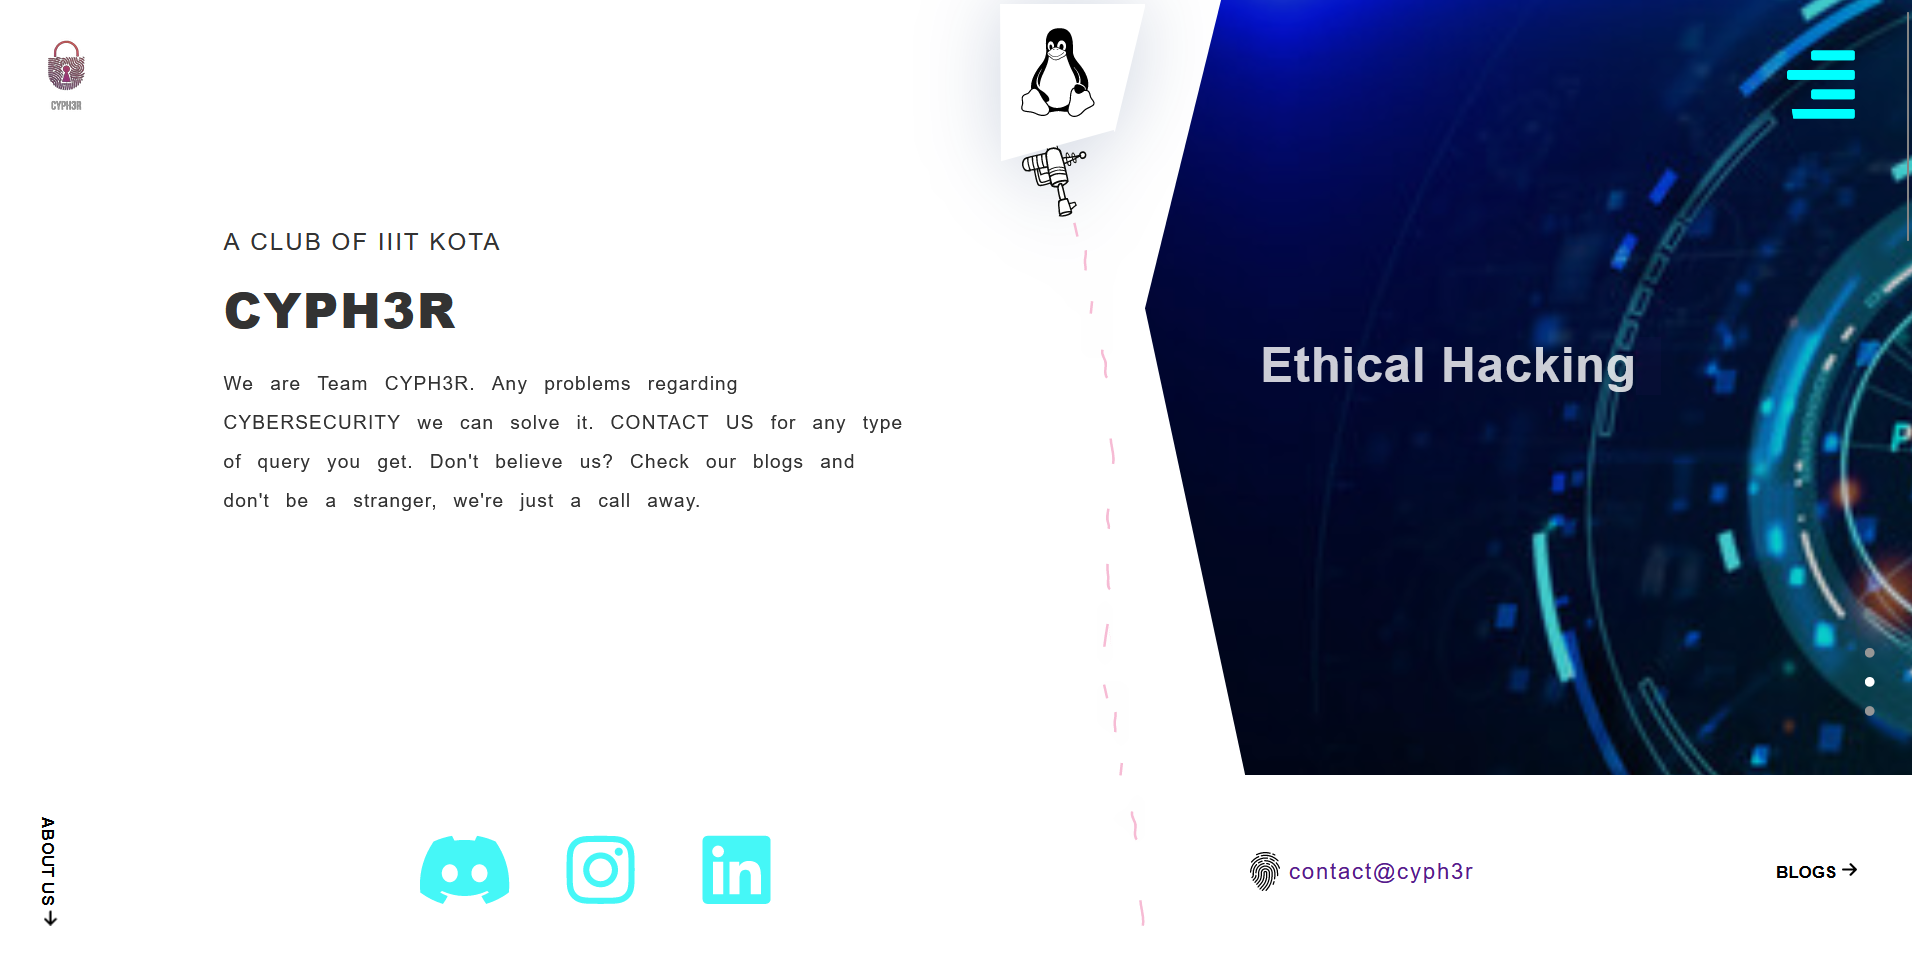 CYPH3R
A CLUB OF IIIT KOTA
CYPH3R
We are Team CYPH3R. Any problems regarding
CYBERSECURITY we can solve it. CONTACT US for any type
of query you get. Don't believe us? Check our blogs and
don't be a stranger, we're just a call away.
Ethical Hacking
P
ABOUT US
in
contact@cyph3r
BLOGS